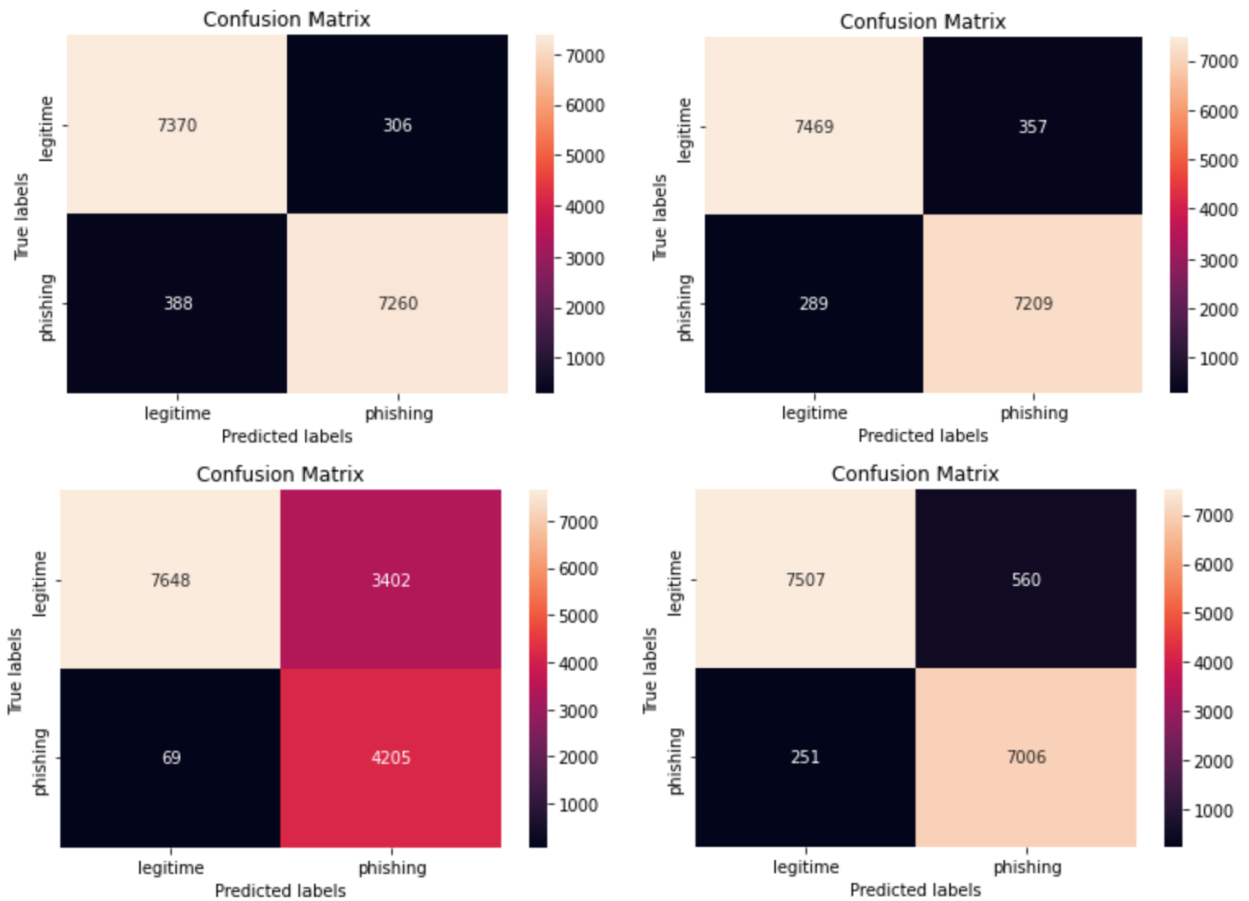 Confusion Matrix
7370 306
388 7260
legitime
phishing
True labels
legitime phishing
Predicted labels
7000
6000
5000
4000
3000
2000
1000
Confusion Matrix
7469 357
289 7209
legitime
phishing
True labels
legitime phishing
Predicted labels
7000
6000
5000
4000
3000
2000
1000
Confusion Matrix
7648 3402
69 4205
legitime
phishing
True labels
legitime phishing
Predicted labels
7000
6000
5000
4000
3000
2000
1000
Confusion Matrix
7507 560
251 7006
legitime
phishing
True labels
legitime phishing
Predicted labels
7000
6000
5000
4000
3000
2000
1000